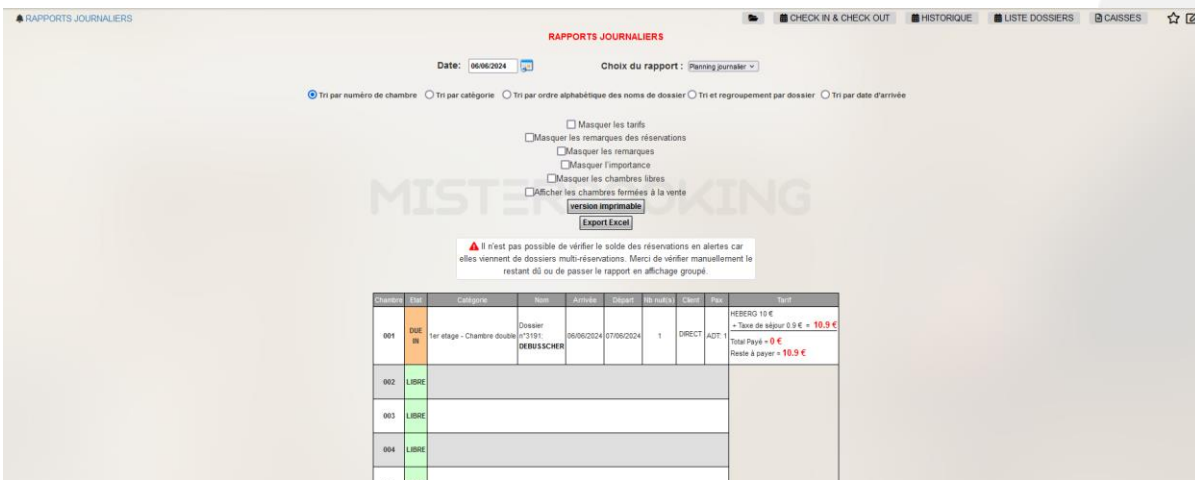 RAPPORTS JOURNALIERS
CHECK IN & CHECK OUT HISTORIQUE LISTE DOSSIERS CAISSES
RAPPORTS JOURNALIERS
Date: 06/06/2024 Choix du rapport : Planning journalier
Tri par numéro de chambre Tri par catégorie Tri par ordre alphabétique des noms de dossier Tri et regroupement par dossier Tri par date d'arrivée
Masquer les tarifs
Masquer les remarques des réservations
Masquer les remarques
Masquer l'importance
Masquer les chambres libres
Afficher les chambres fermées à la vente
version imprimable
Export Excel
Il n'est pas possible de vérifier le solde des réservations en alertes car
elles viennent de dossiers multi-réservations. Merci de vérifier manuellement le
restant dû ou de passer le rapport en affichage groupé.
Chambre Etat Catégorie Nom Arrivée Départ Nb nuit(s) Client Pax Tarif
001 DUE IN 1er etage - Chambre double Dossier n°3191: DEBUSSCHER 06/06/2024 07/06/2024 1 DIRECT ADT: 1
HEBERG 10 €
+ Taxe de séjour 0.9 € = 10.9 €
Total Payé = 0 €
Reste à payer = 10.9 €
002 LIBRE
003 LIBRE
004 LIBRE